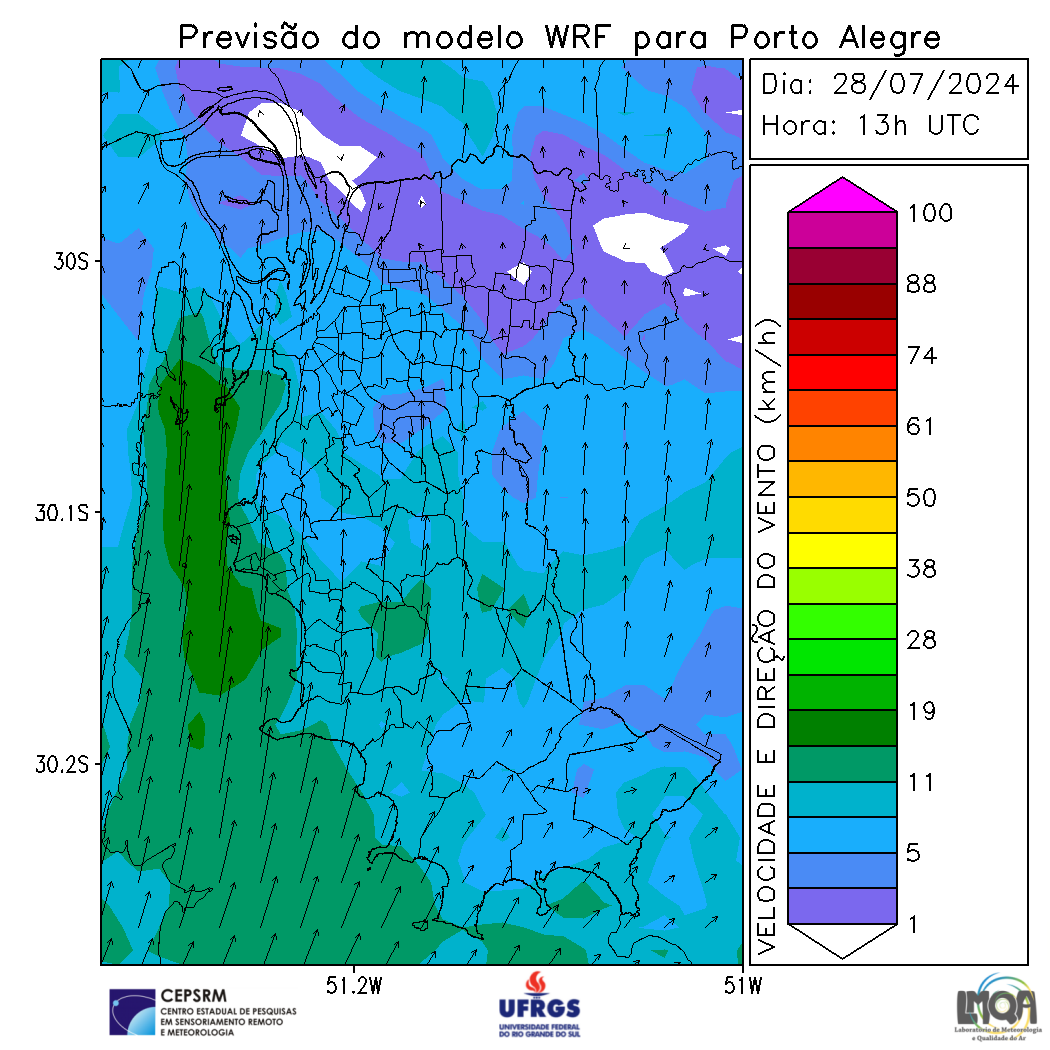 Previsão do modelo WRF para Porto Alegre
Dia: 28/07/2024
Hora: 13h UTC
30S
30.1S
30.2S
51.2W
51W
VELOCIDADE E DIREÇÃO DO VENTO (km/h)
100
88
74
61
50
38
28
19
11
5
1
CEPSRM
CENTRO ESTADUAL DE PESQUISAS
EM SENSORIAMENTO REMOTO
E METEOROLOGIA
UFRGS
UNIVERSIDADE FEDERAL
DO RIO GRANDE DO SUL
LMQA
Laboratório de Meteorologia
e Qualidade do Ar